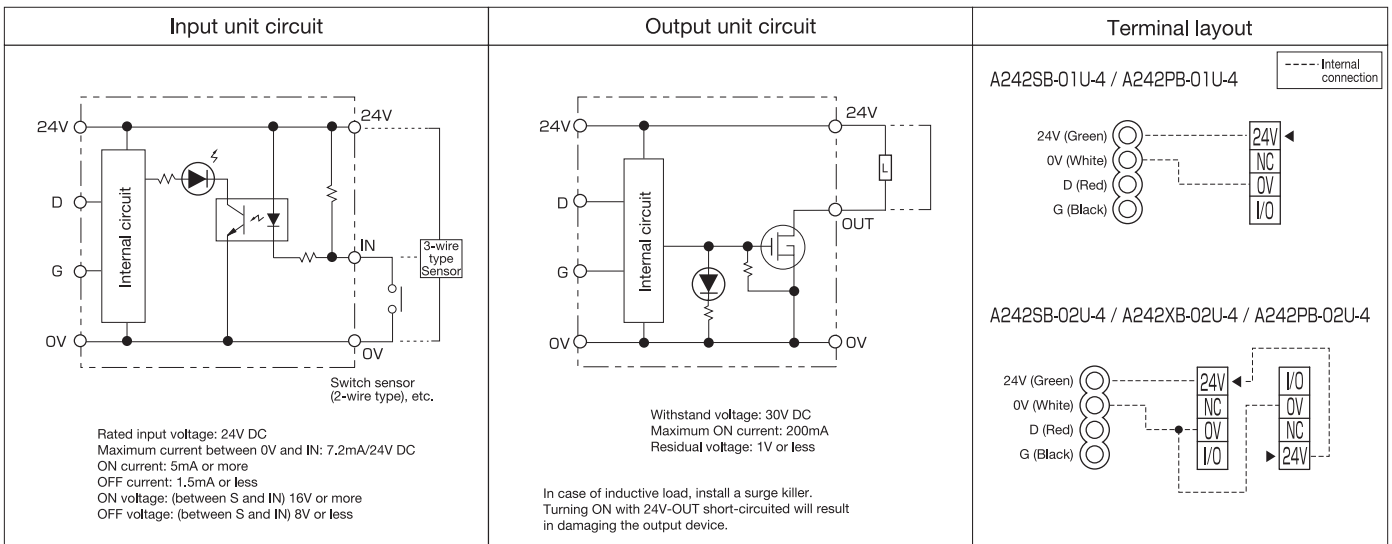 Input unit circuit
24V
24V
D
Internal circuit
G
IN
3-wire
type
Sensor
0V
0V
Switch sensor
(2-wire type), etc.
Rated input voltage: 24V DC
Maximum current between 0V and IN: 7.2mA/24V DC
ON current: 5mA or more
OFF current: 1.5mA or less
ON voltage: (between S and IN) 16V or more
OFF voltage: (between S and IN) 8V or less
Output unit circuit
24V
24V
L
D
Internal circuit
OUT
G
0V
0V
Withstand voltage: 30V DC
Maximum ON current: 200mA
Residual voltage: 1V or less
In case of inductive load, install a surge killer.
Turning ON with 24V-OUT short-circuited will result
in damaging the output device.
Terminal layout
Internal
connection
A242SB-01U-4 / A242PB-01U-4
24V (Green)
0V (White)
D (Red)
G (Black)
24V
NC
0V
I/O
A242SB-02U-4 / A242XB-02U-4 / A242PB-02U-4
24V (Green)
0V (White)
D (Red)
G (Black)
24V
NC
0V
I/O
I/O
0V
NC
24V